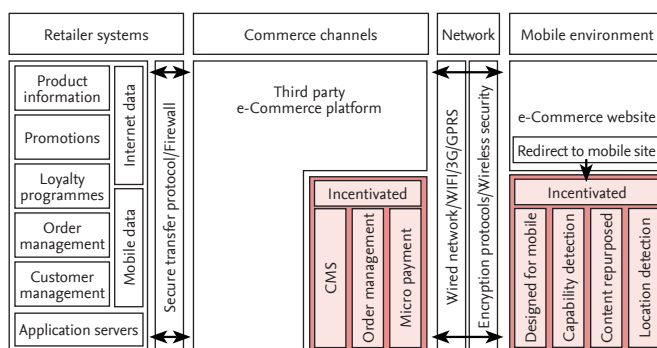 Retailer systems
Commerce channels
Network
Mobile environment
Product
information
Promotions
Loyalty
programmes
Order
management
Customer
management
Application servers
Internet data
Mobile data
Secure transfer protocol/Firewall
Third party
e-Commerce platform
Incentivated
CMS
Order management
Micro payment
Wired network/WIFI/3G/GPRS
Encryption protocols/Wireless security
e-Commerce website
Redirect to mobile site
Incentivated
Designed for mobile
Capability detection
Content repurposed
Location detection